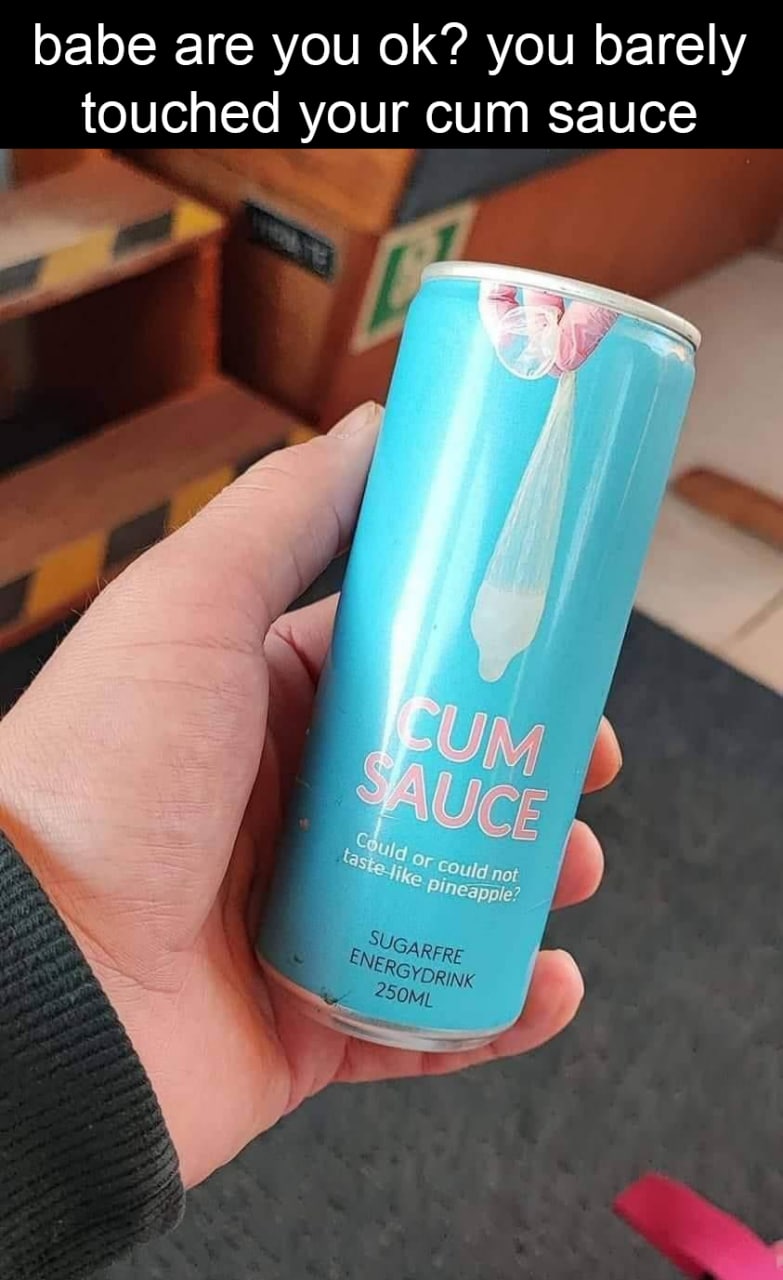 babe are you ok? you barely
touched your cum sauce
CUM
SAUCE
Could or could not
taste like pineapple?
SUGARFRE
ENERGYDRINK
250ML